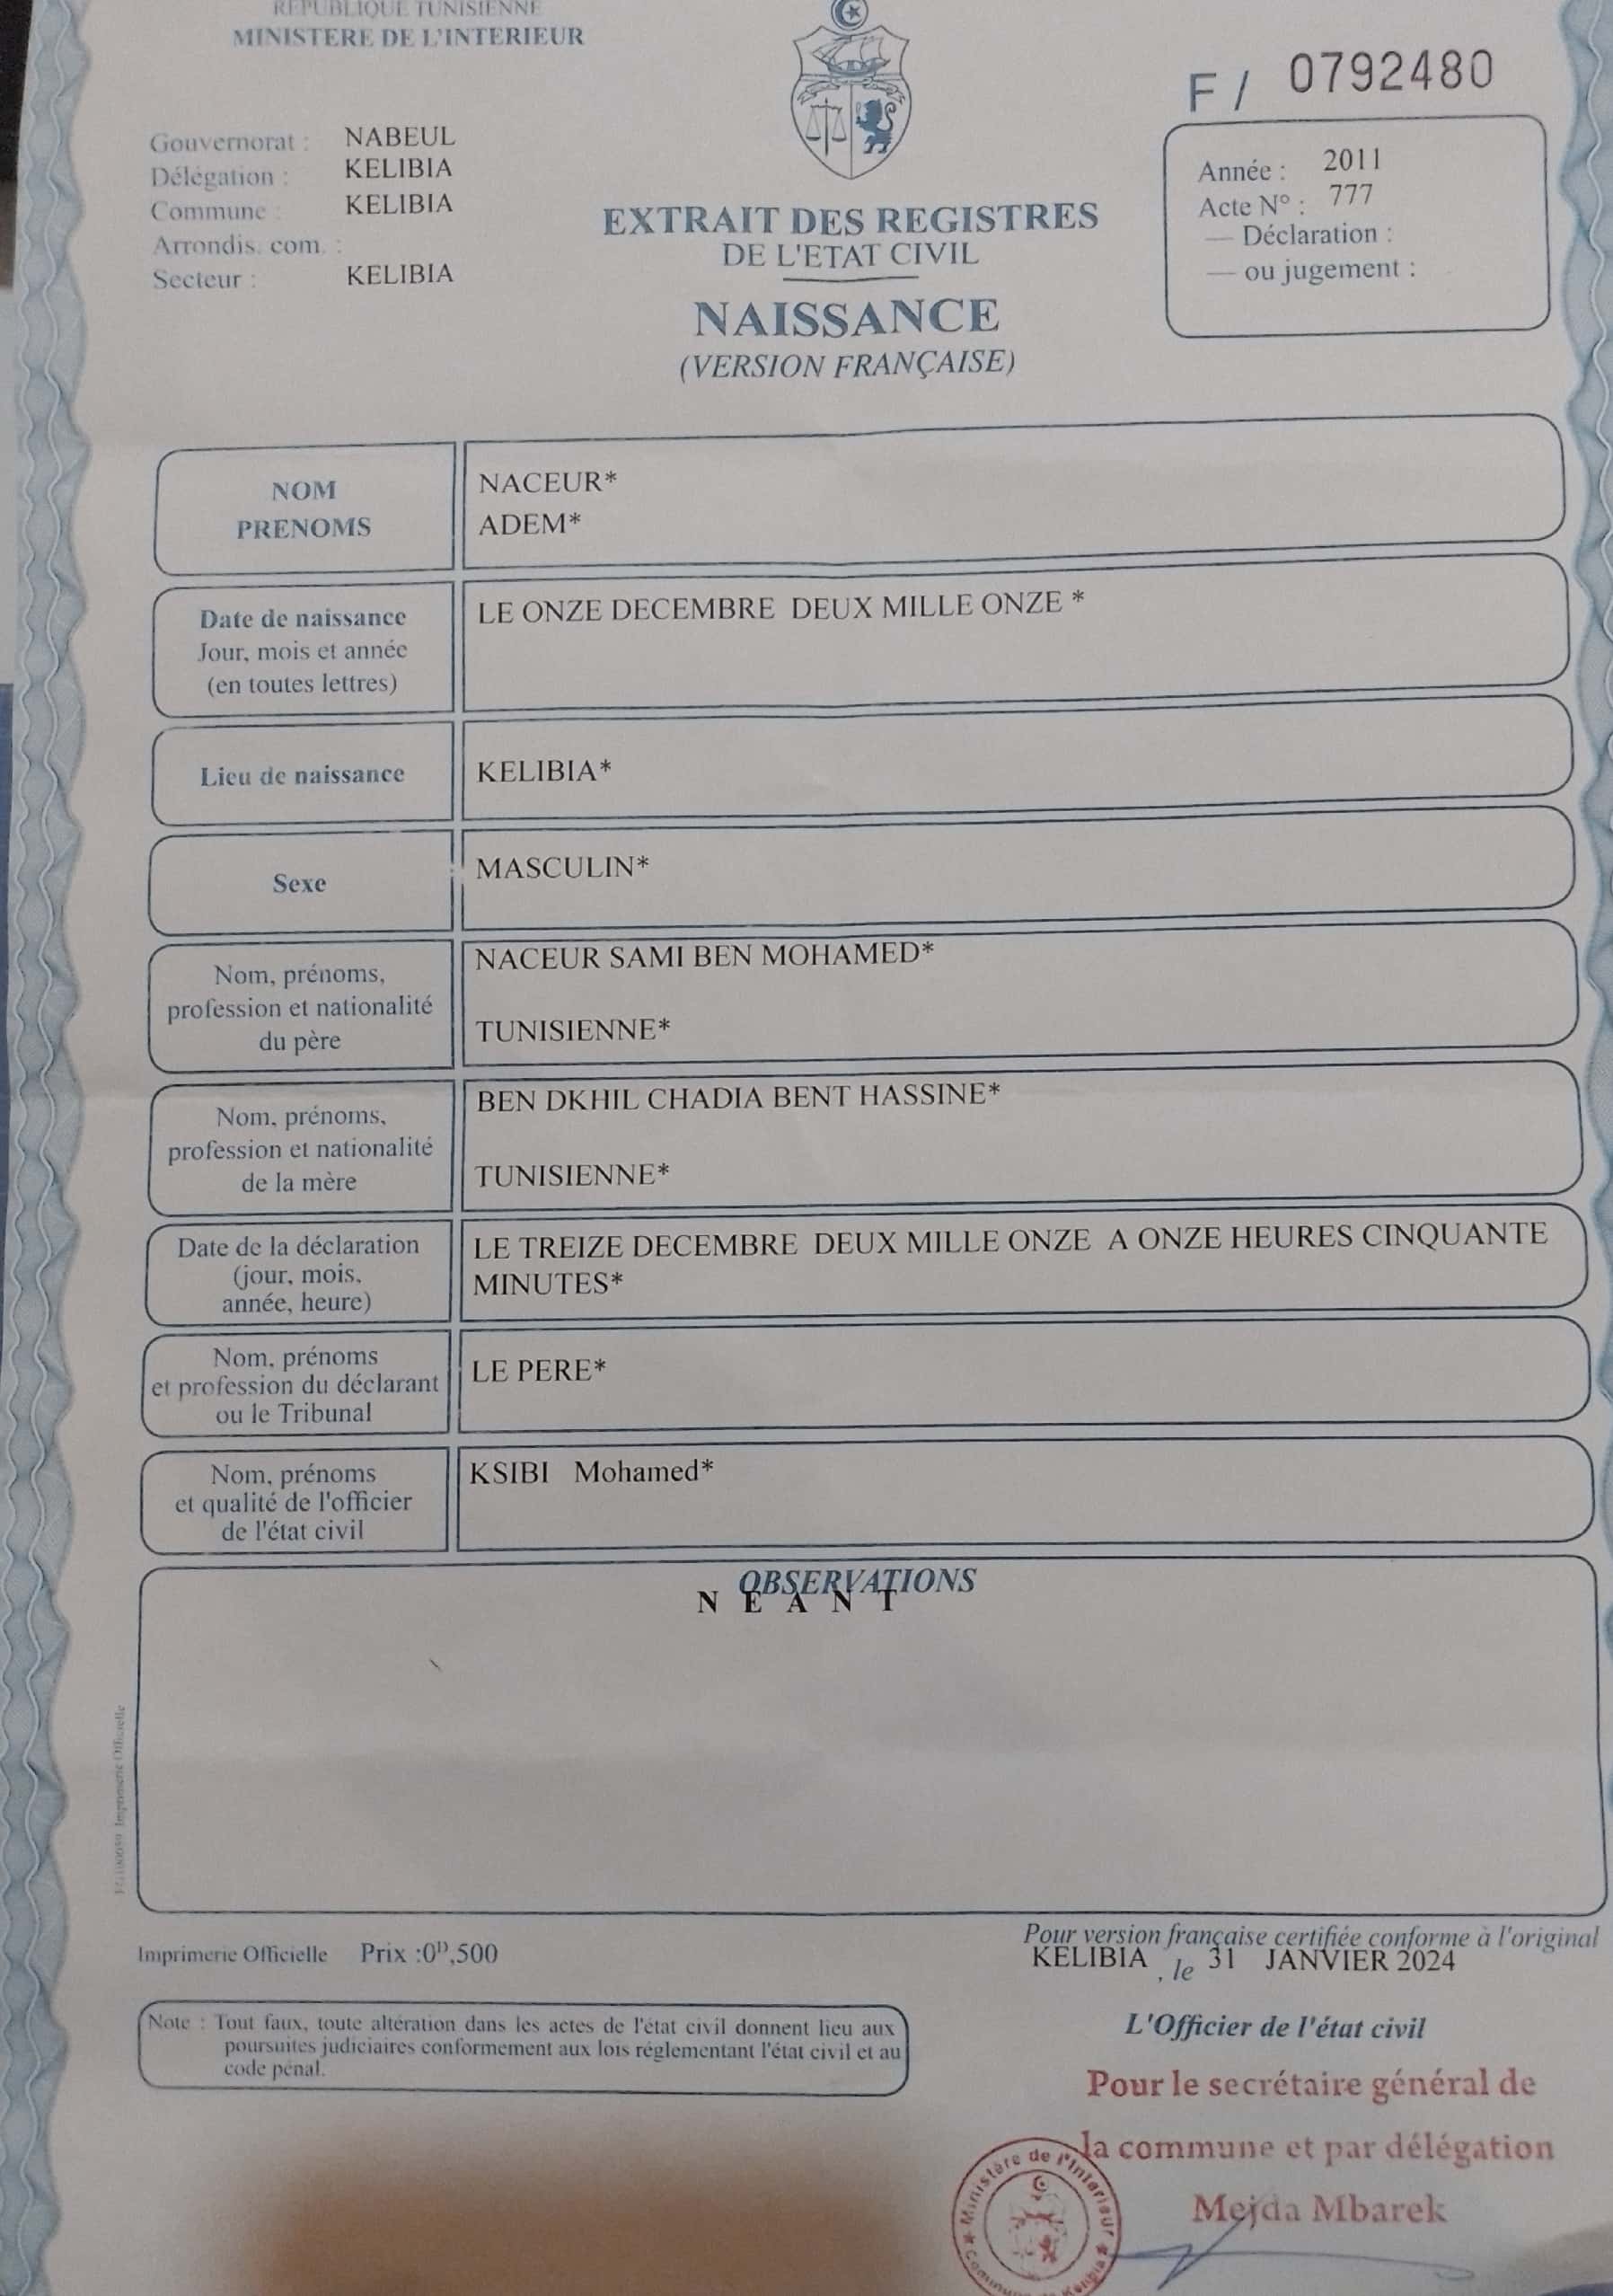 REPUBLIQUE TUNISIENNE
MINISTERE DE L'INTERIEUR
F / 0792480
Gouvernorat : NABEUL
Délégation : KELIBIA
Commune : KELIBIA
Arrondis. com. :
Secteur : KELIBIA
EXTRAIT DES REGISTRES
DE L'ETAT CIVIL
NAISSANCE
(VERSION FRANÇAISE)
Année : 2011
Acte N° : 777
— Déclaration :
— ou jugement :
NOM
PRENOMS
NACEUR*
ADEM*
Date de naissance
Jour, mois et année
(en toutes lettres)
LE ONZE DECEMBRE DEUX MILLE ONZE *
Lieu de naissance
KELIBIA*
Sexe
MASCULIN*
Nom, prénoms,
profession et nationalité
du père
NACEUR SAMI BEN MOHAMED*
TUNISIENNE*
Nom, prénoms,
profession et nationalité
de la mère
BEN DKHIL CHADIA BENT HASSINE*
TUNISIENNE*
Date de la déclaration
(jour, mois,
année, heure)
LE TREIZE DECEMBRE DEUX MILLE ONZE A ONZE HEURES CINQUANTE
MINUTES*
Nom, prénoms
et profession du déclarant
ou le Tribunal
LE PERE*
Nom, prénoms
et qualité de l'officier
de l'état civil
KSIBI Mohamed*
OBSERVATIONS
N E A N T
Imprimerie Officielle
Imprimerie Officielle Prix :0D,500
Pour version française certifiée conforme à l'original
KELIBIA , le 31 JANVIER 2024
Note : Tout faux, toute altération dans les actes de l'état civil donnent lieu aux
poursuites judiciaires conformement aux lois réglementant l'état civil et au
code pénal.
L'Officier de l'état civil
Pour le secrétaire général de
la commune et par délégation
Mejda Mbarek
Ministère de l'Interieur
Commune de Kelibia